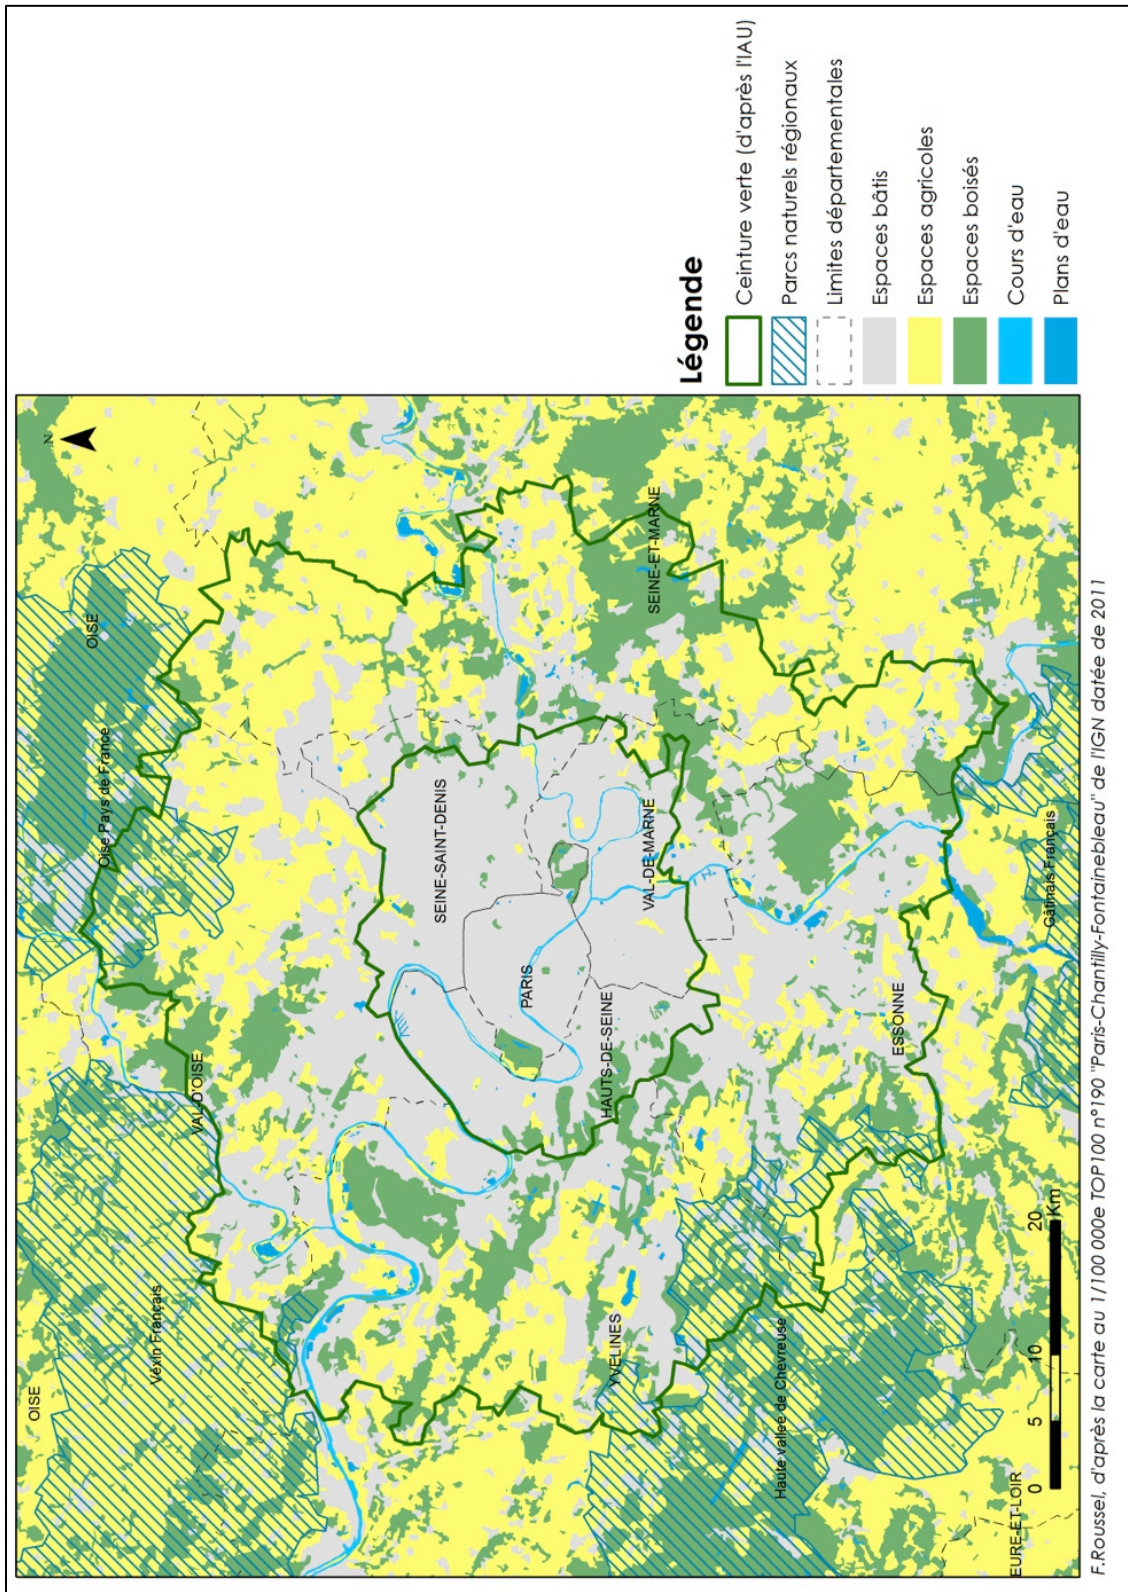 N
OISE
OISE
Oise Pays de France
Vexin Français
VAL-D'OISE
SEINE-SAINT-DENIS
PARIS
HAUTS-DE-SEINE
VAL-DE-MARNE
SEINE-ET-MARNE
YVELINES
Haute vallée de Chevreuse
ESSONNE
Gâtinais Français
EURE-ET-LOIR
0 5 10 20
Km
Légende
Ceinture verte (d'après l'IAU)
Parcs naturels régionaux
Limites départementales
Espaces bâtis
Espaces agricoles
Espaces boisés
Cours d'eau
Plans d'eau
F.Roussel, d'après la carte au 1/100 000e TOP100 n°190 "Paris-Chantilly-Fontainebleau" de l'IGN datée de 2011